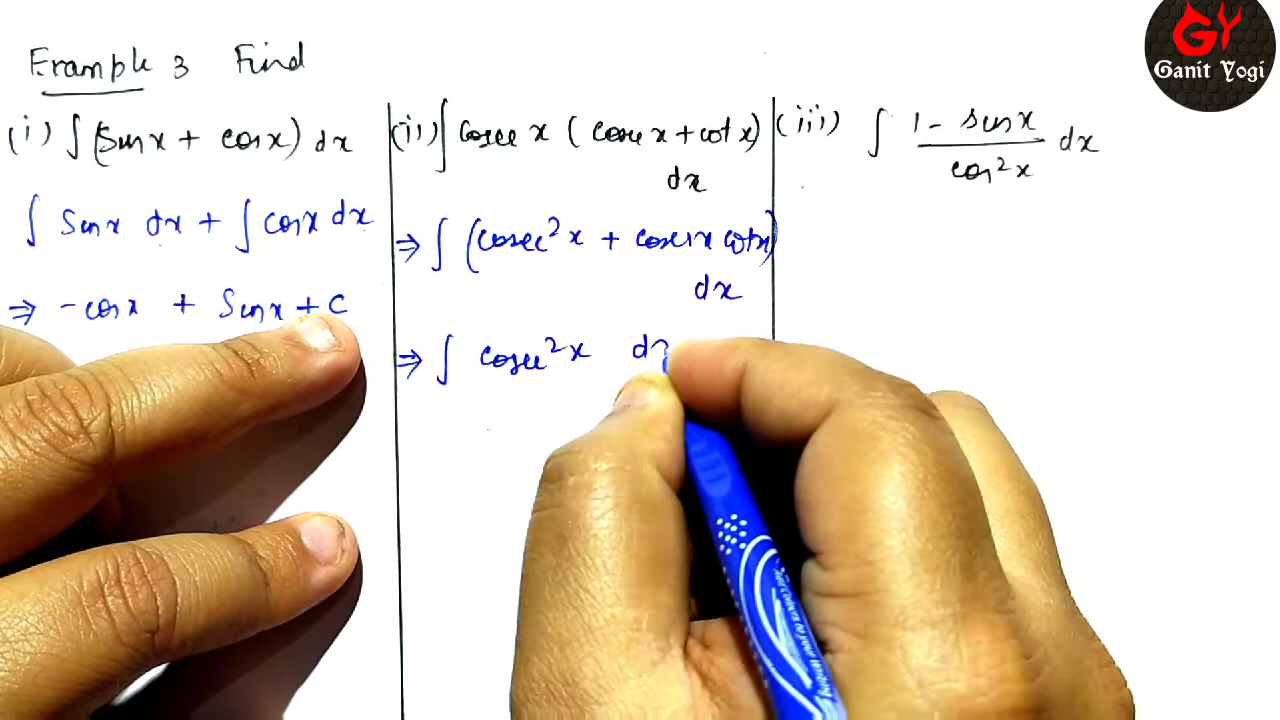 Example 3 Find
(i) ∫ (sin x + cos x) dx
∫ sin x dx + ∫ cos x dx
⇒ -cos x + sin x + c
(ii) ∫ cosec x (cosec x + cot x)
dx
⇒ ∫ (cosec² x + cosec x cot x)
dx
⇒ ∫ cosec² x dx
(iii) ∫ (1 - sin x)/(cos² x) dx
GY
Ganit Yogi